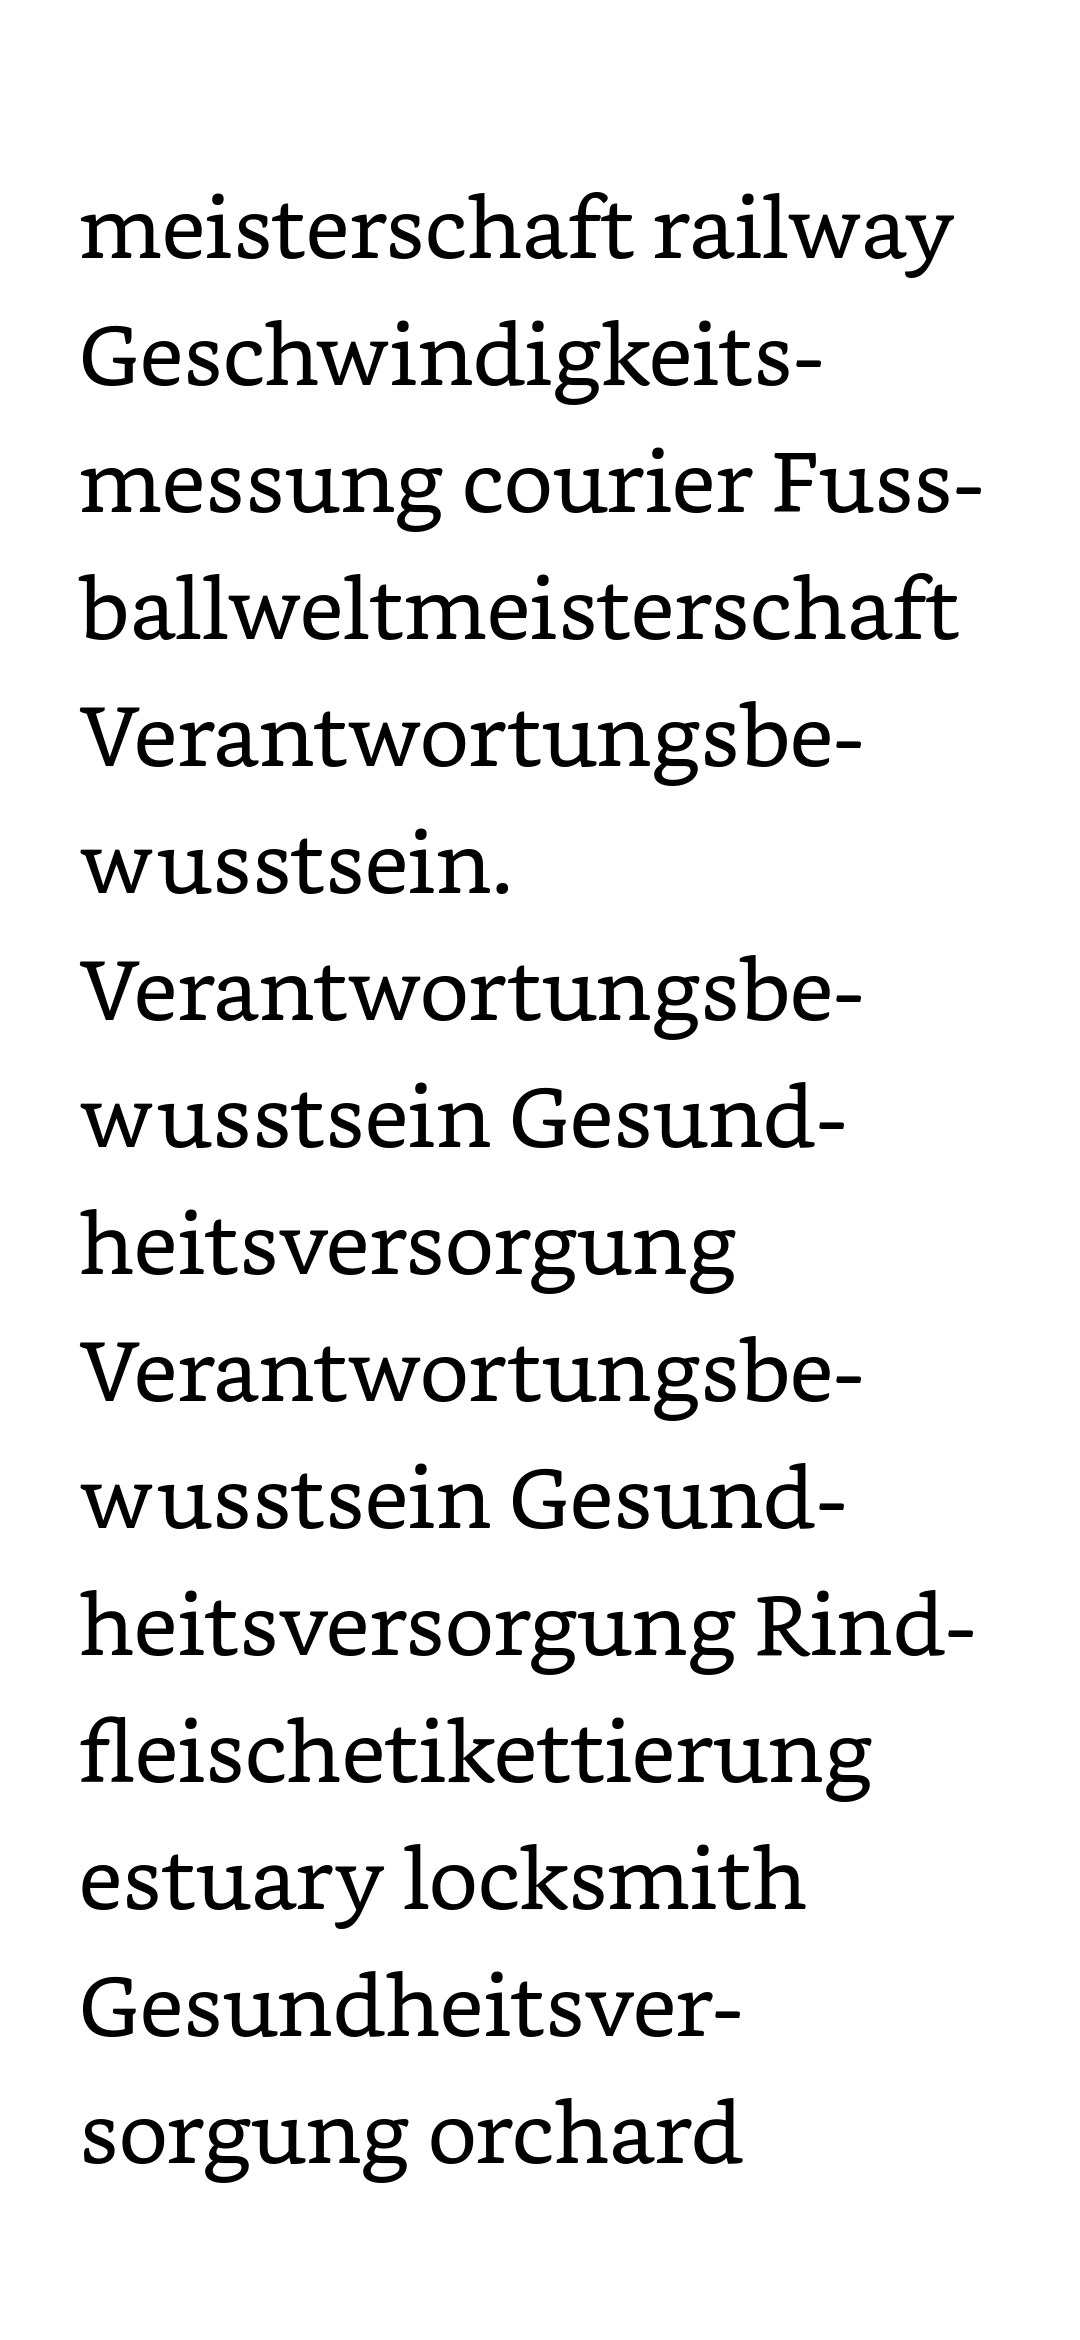 meisterschaft railway
Geschwindigkeits-
messung courier Fuss-
ballweltmeisterschaft
Verantwortungsbe-
wusstsein.
Verantwortungsbe-
wusstsein Gesund-
heitsversorgung
Verantwortungsbe-
wusstsein Gesund-
heitsversorgung Rind-
fleischetikettierung
estuary locksmith
Gesundheitsver-
sorgung orchard